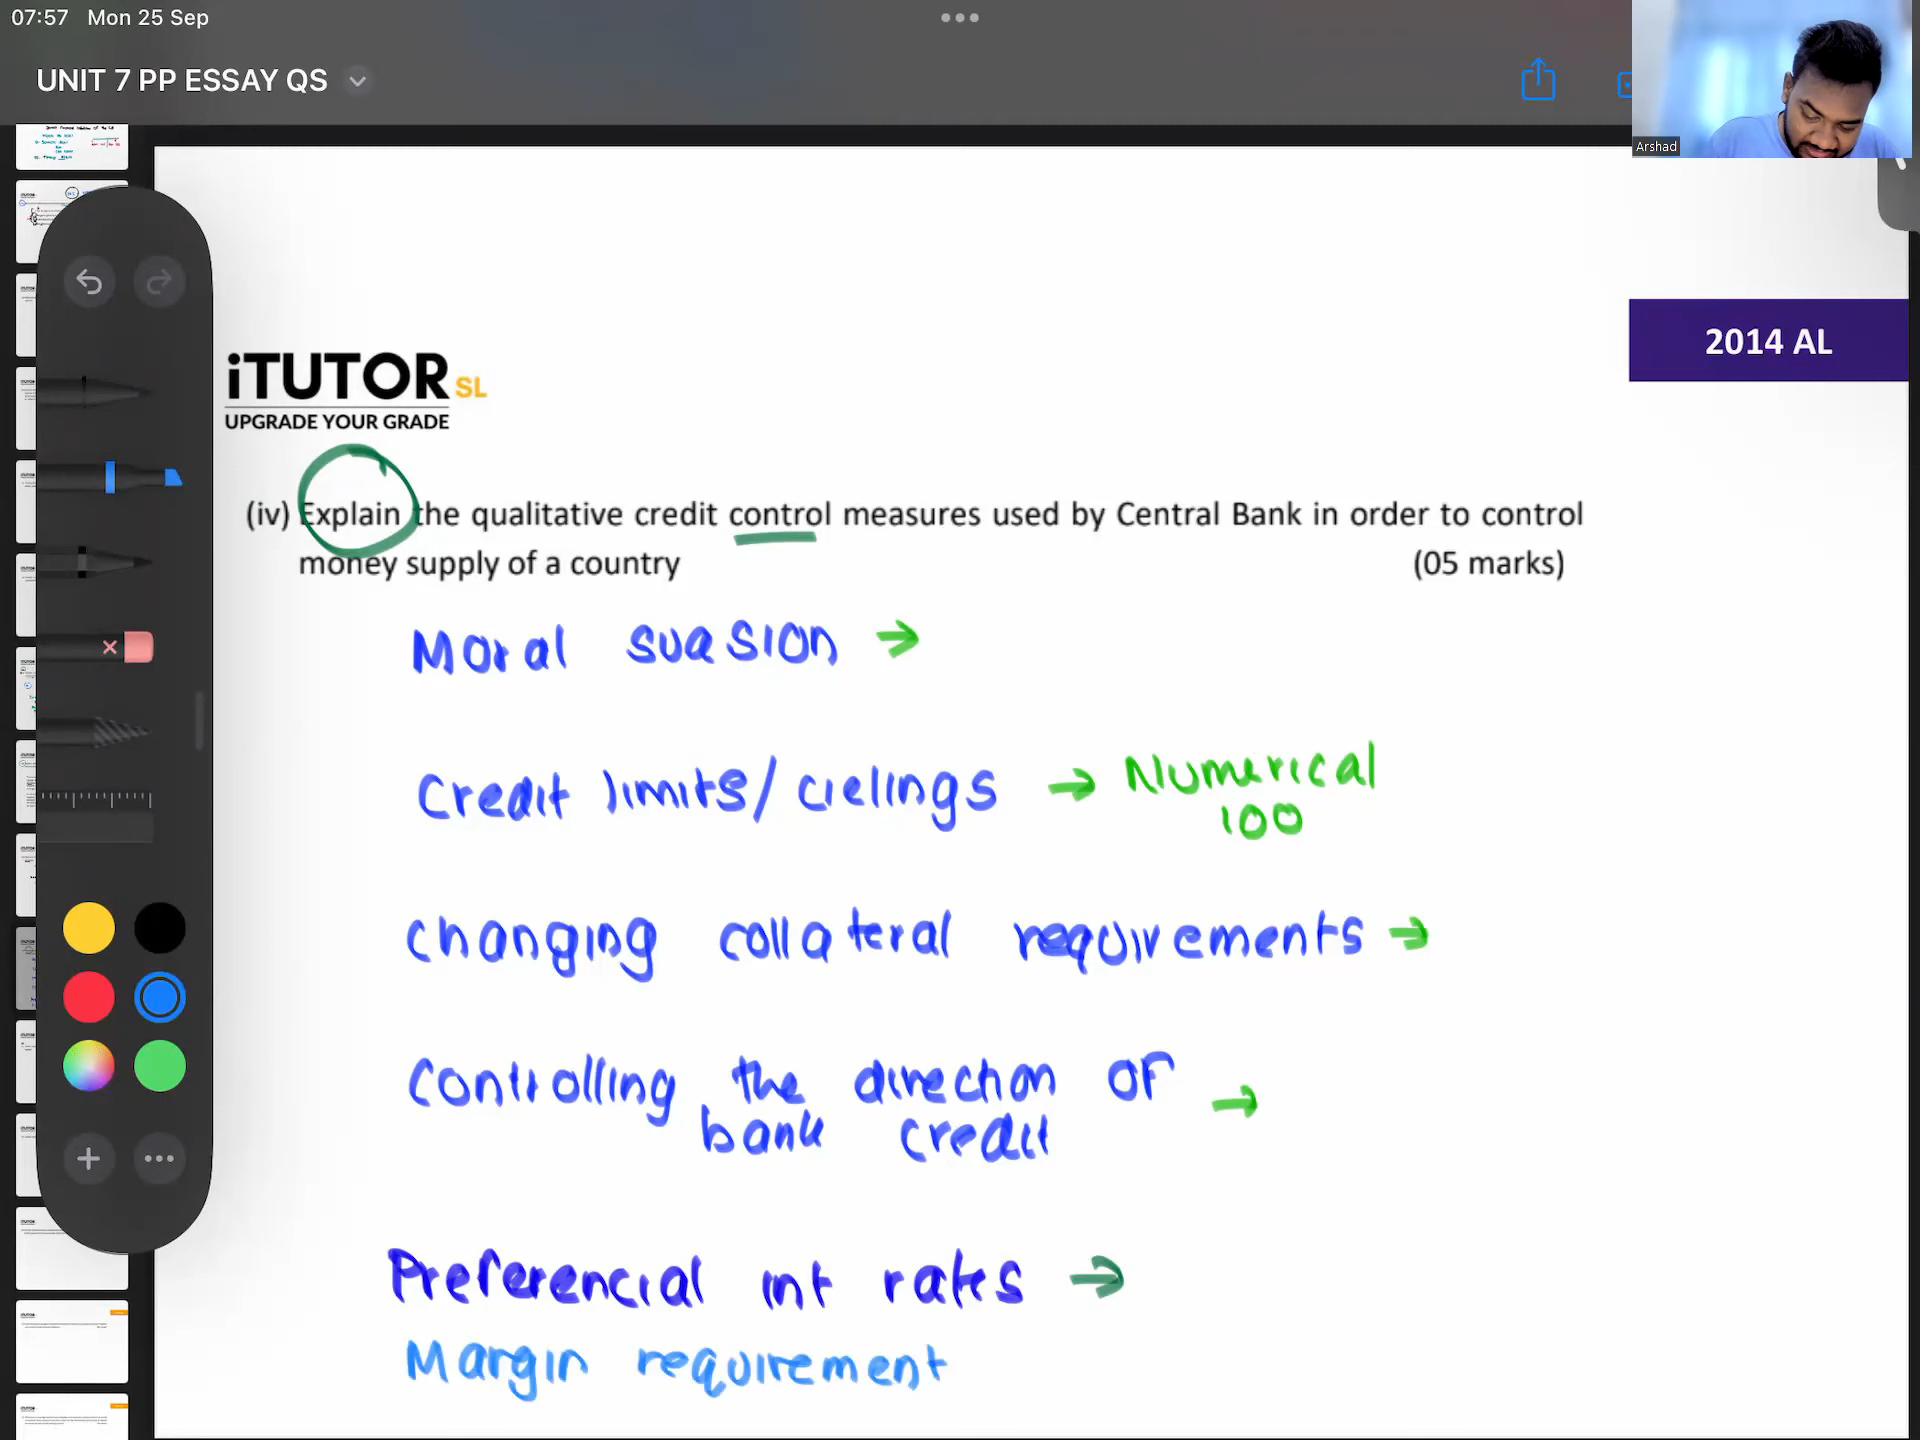 07:57 Mon 25 Sep
UNIT 7 PP ESSAY QS
Arshad
2014 AL
iTUTOR SL
UPGRADE YOUR GRADE
(iv) Explain the qualitative credit control measures used by Central Bank in order to control
money supply of a country (05 marks)
Moral suasion →
Credit limits/cielings → Numerical
100
changing collateral requirements →
Controlling the direction of →
bank credit
Preferencial int rates →
Margin requirement